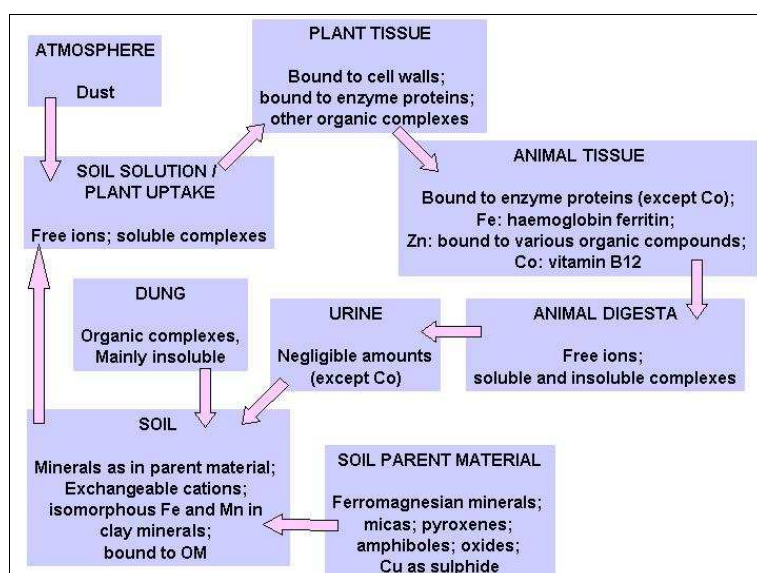 ATMOSPHERE
Dust
PLANT TISSUE
Bound to cell walls;
bound to enzyme proteins;
other organic complexes
SOIL SOLUTION /
PLANT UPTAKE
Free ions; soluble complexes
ANIMAL TISSUE
Bound to enzyme proteins (except Co);
Fe: haemoglobin ferritin;
Zn: bound to various organic compounds;
Co: vitamin B12
DUNG
Organic complexes,
Mainly insoluble
URINE
Negligible amounts
(except Co)
ANIMAL DIGESTA
Free ions;
soluble and insoluble complexes
SOIL
Minerals as in parent material;
Exchangeable cations;
isomorphous Fe and Mn in
clay minerals;
bound to OM
SOIL PARENT MATERIAL
Ferromagnesian minerals;
micas; pyroxenes;
amphiboles; oxides;
Cu as sulphide